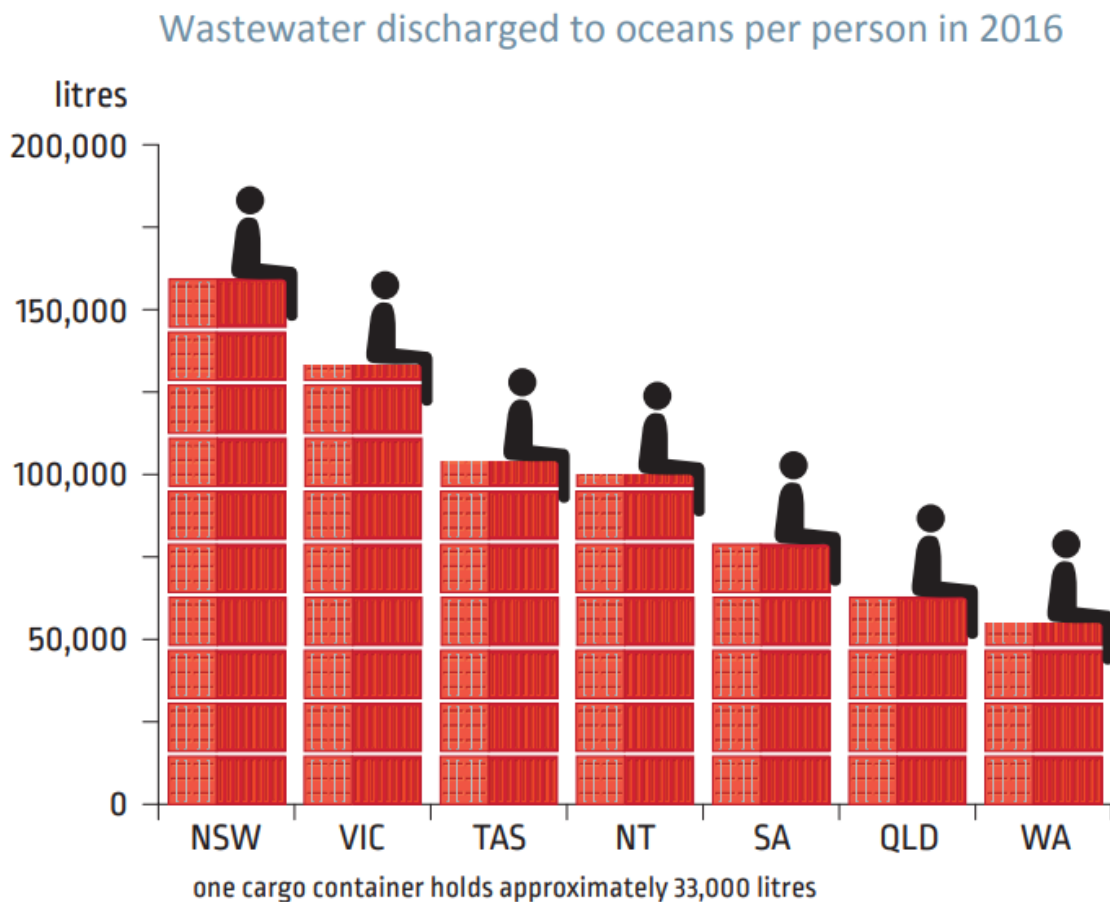 Wastewater discharged to oceans per person in 2016
litres
200,000
150,000
100,000
50,000
0
NSW VIC TAS NT SA QLD WA
one cargo container holds approximately 33,000 litres